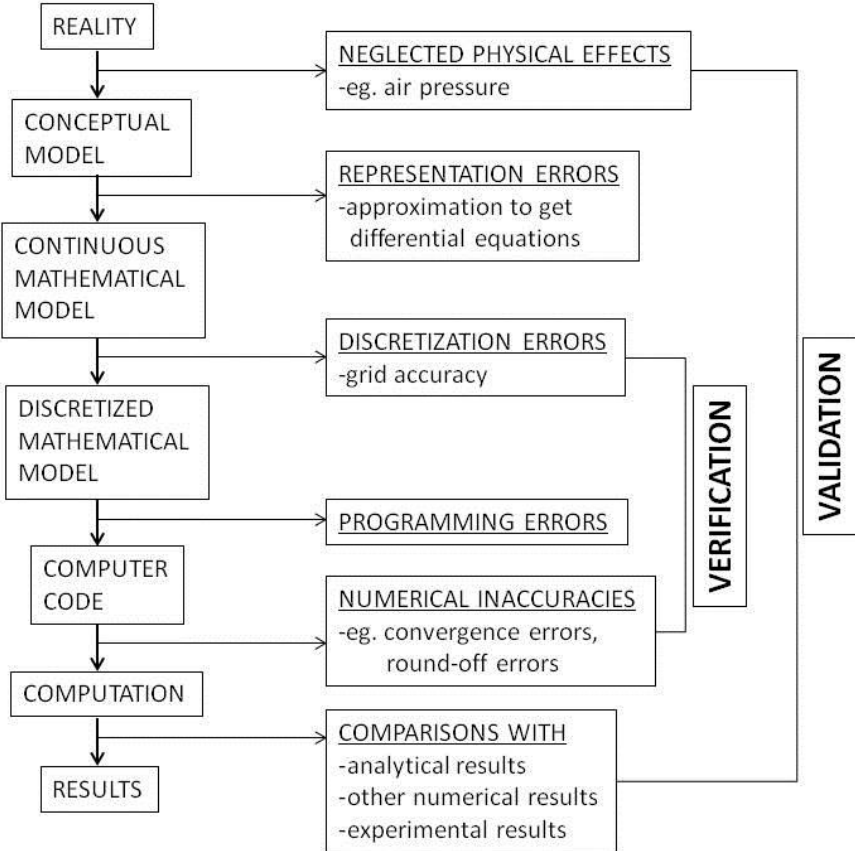 REALITY
NEGLECTED PHYSICAL EFFECTS
-eg. air pressure
CONCEPTUAL
MODEL
REPRESENTATION ERRORS
-approximation to get
differential equations
CONTINUOUS
MATHEMATICAL
MODEL
DISCRETIZATION ERRORS
-grid accuracy
DISCRETIZED
MATHEMATICAL
MODEL
PROGRAMMING ERRORS
COMPUTER
CODE
NUMERICAL INACCURACIES
-eg. convergence errors,
round-off errors
COMPUTATION
COMPARISONS WITH
-analytical results
-other numerical results
-experimental results
RESULTS
VERIFICATION
VALIDATION